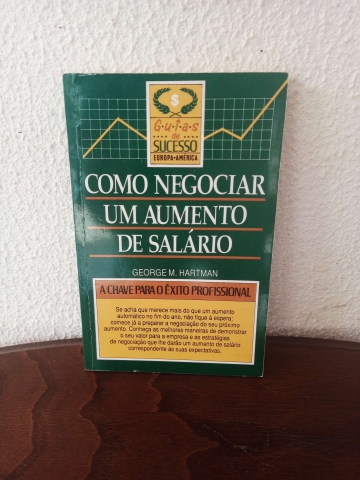 $
Guias
de
SUCESSO
EUROPA-AMÉRICA
COMO NEGOCIAR
UM AUMENTO
DE SALÁRIO
GEORGE M. HARTMAN
A CHAVE PARA O ÊXITO PROFISSIONAL
Se acha que merece mais do que um aumento
automático no fim do ano, não fique à espera;
comece já a preparar a negociação do seu próximo
aumento. Conheça as melhores maneiras de demonstrar
o seu valor para a empresa e as estratégias
de negociação que lhe darão um aumento de salário
correspondente às suas expectativas.